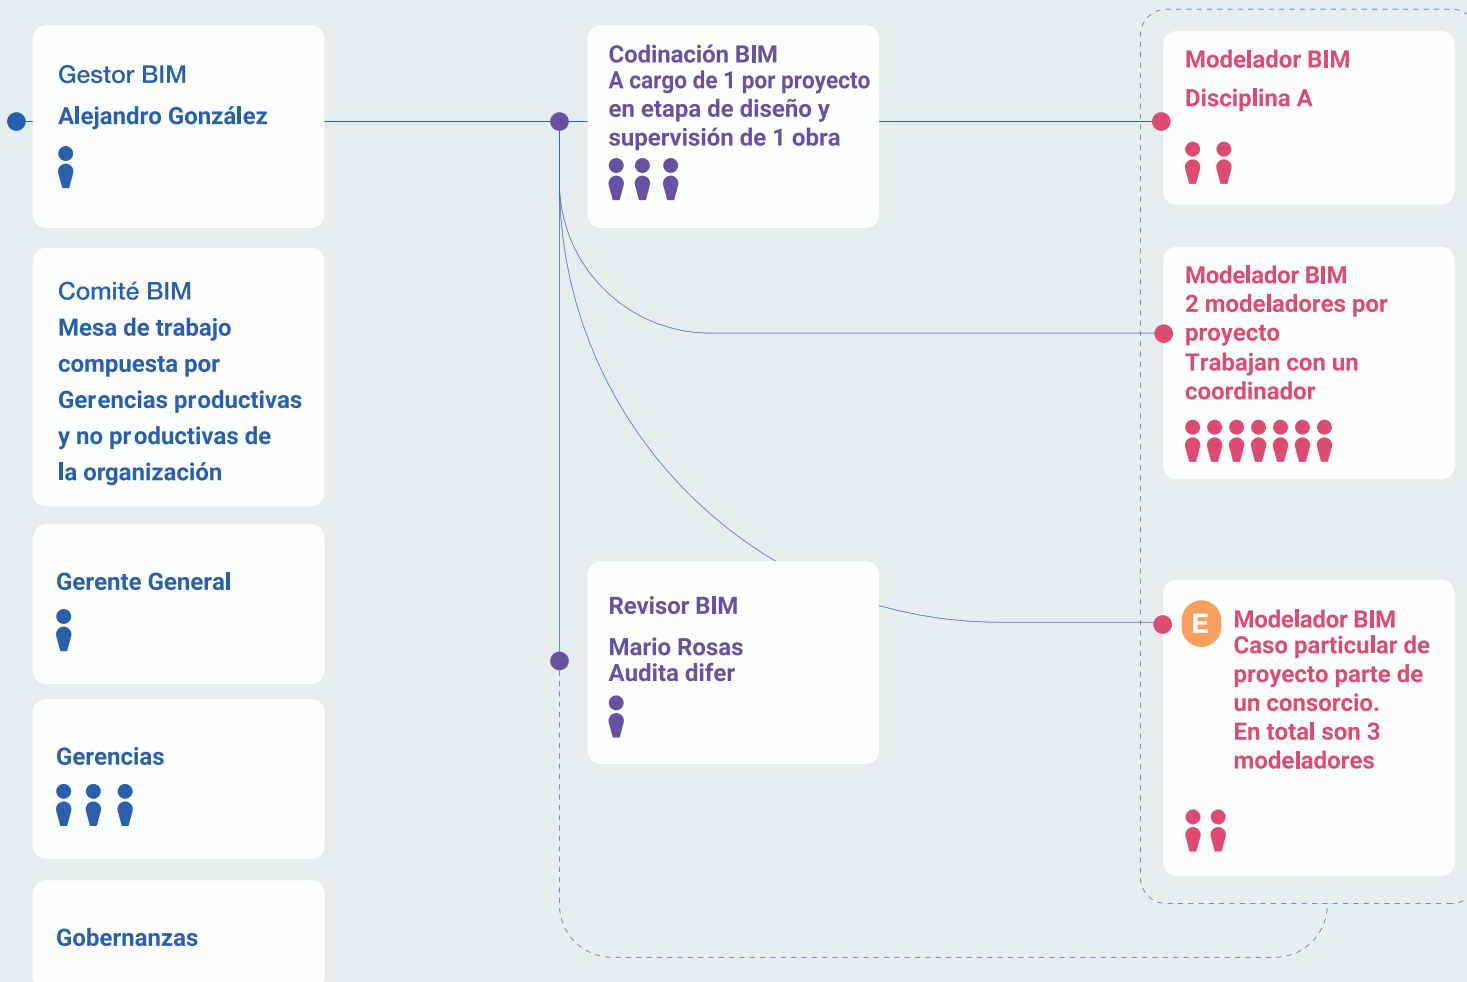 Gestor BIM
Alejandro González
Comité BIM
Mesa de trabajo
compuesta por
Gerencias productivas
y no productivas de
la organización
Gerente General
Gerencias
Gobernanzas
Codinación BIM
A cargo de 1 por proyecto
en etapa de diseño y
supervisión de 1 obra
Revisor BIM
Mario Rosas
Audita difer
Modelador BIM
Disciplina A
Modelador BIM
2 modeladores por
proyecto
Trabajan con un
coordinador
E
Modelador BIM
Caso particular de
proyecto parte de
un consorcio.
En total son 3
modeladores